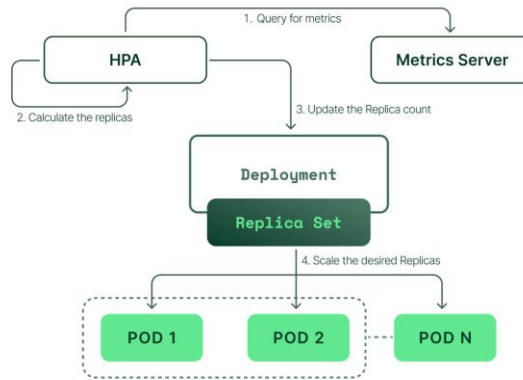 1. Query for metrics
HPA
Metrics Server
2. Calculate the replicas
3. Update the Replica count
Deployment
Replica Set
4. Scale the desired Replicas
POD 1
POD 2
POD N